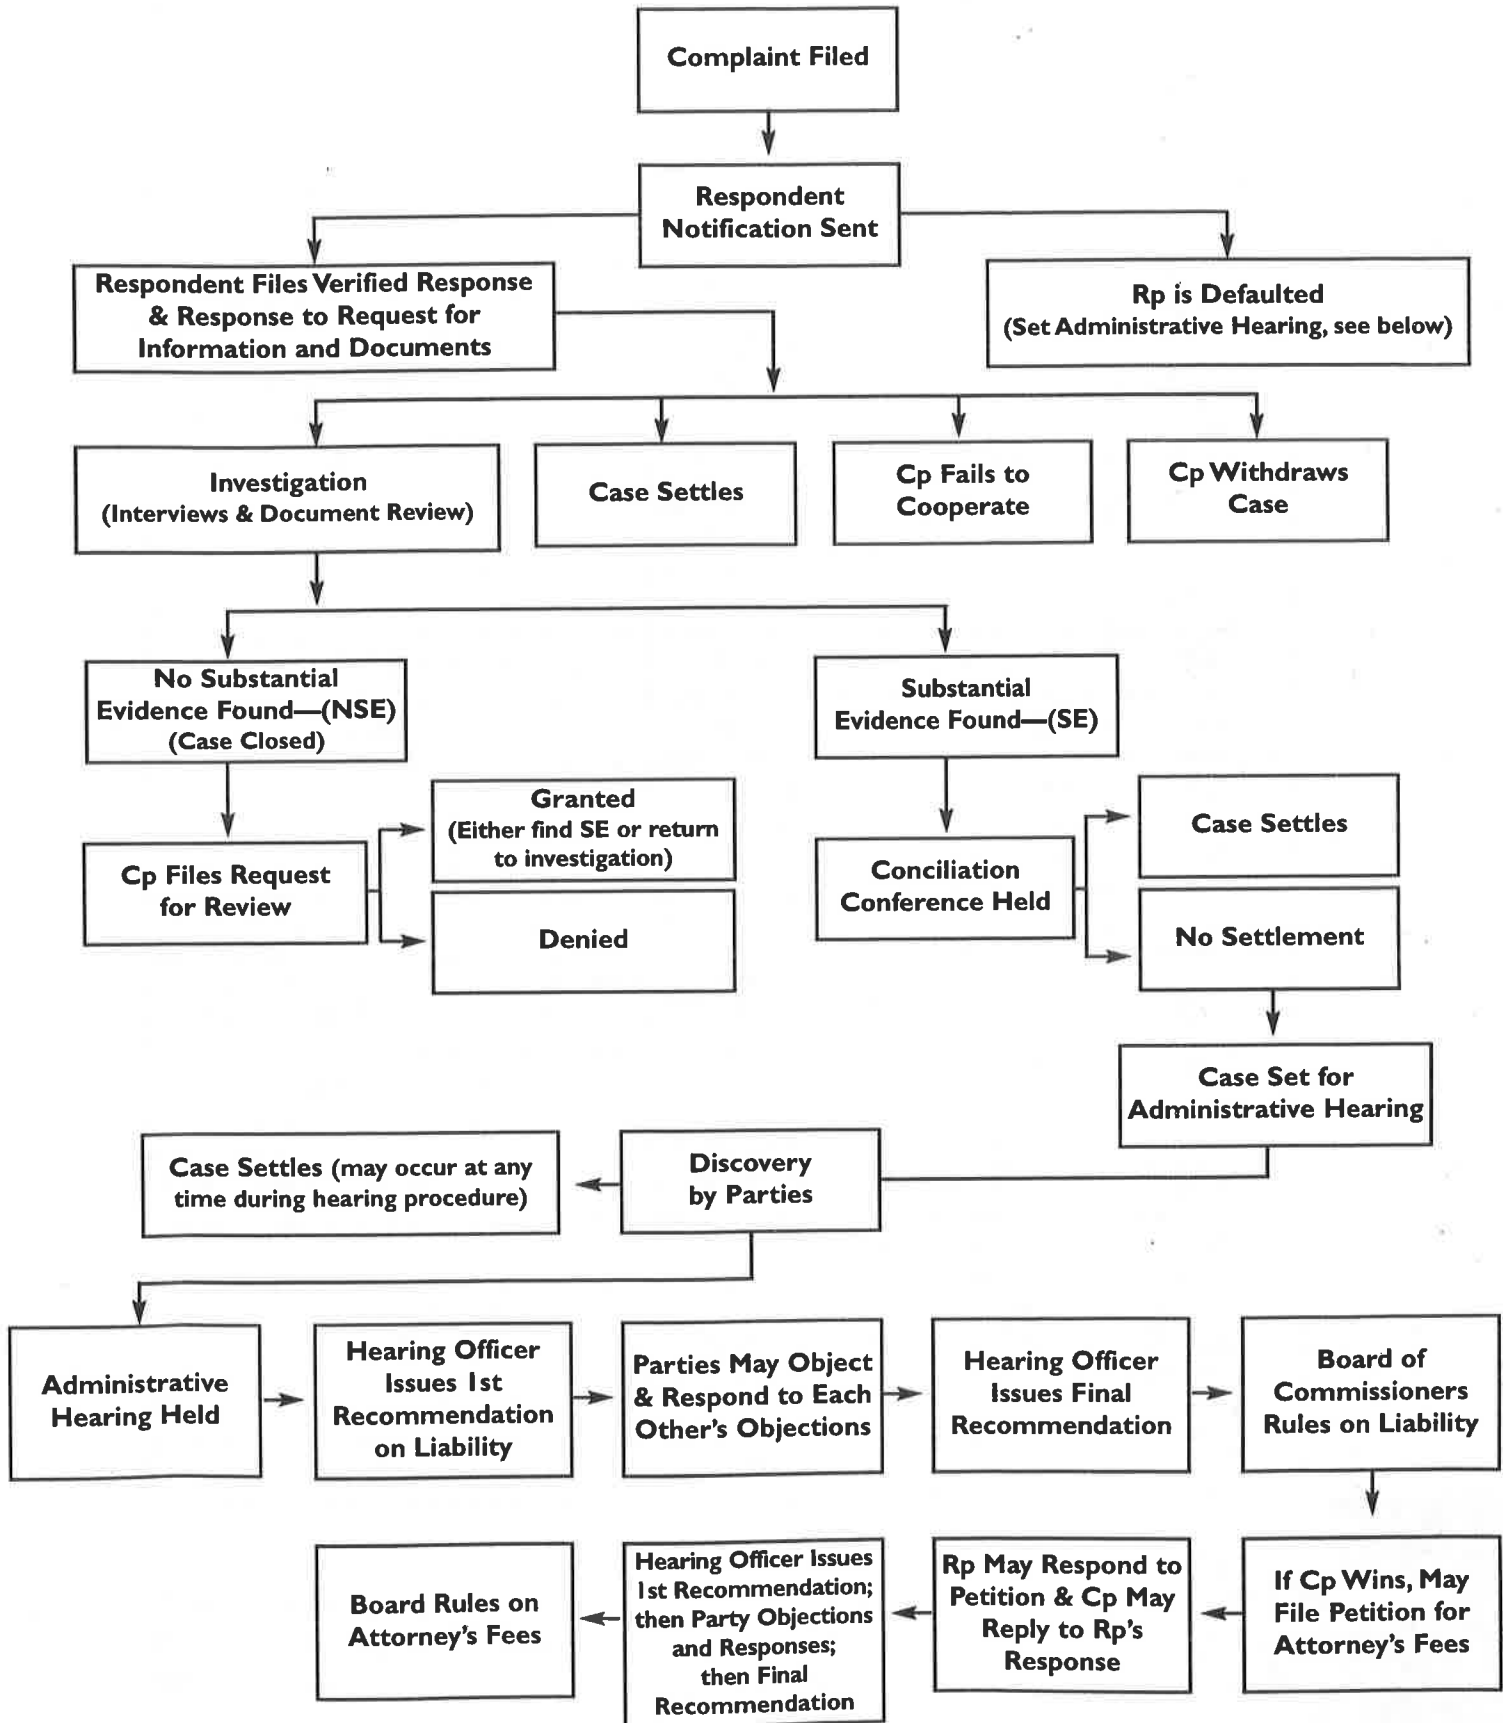 Complaint Filed
Respondent
Notification Sent
Respondent Files Verified Response
& Response to Request for
Information and Documents
Rp is Defaulted
(Set Administrative Hearing, see below)
Investigation
(Interviews & Document Review)
Case Settles
Cp Fails to
Cooperate
Cp Withdraws
Case
No Substantial
Evidence Found—(NSE)
(Case Closed)
Substantial
Evidence Found—(SE)
Cp Files Request
for Review
Granted
(Either find SE or return
to investigation)
Denied
Conciliation
Conference Held
Case Settles
No Settlement
Case Set for
Administrative Hearing
Discovery
by Parties
Case Settles (may occur at any
time during hearing procedure)
Administrative
Hearing Held
Hearing Officer
Issues 1st
Recommendation
on Liability
Parties May Object
& Respond to Each
Other's Objections
Hearing Officer
Issues Final
Recommendation
Board of
Commissioners
Rules on Liability
If Cp Wins, May
File Petition for
Attorney's Fees
Rp May Respond to
Petition & Cp May
Reply to Rp's
Response
Hearing Officer Issues
1st Recommendation;
then Party Objections
and Responses;
then Final
Recommendation
Board Rules on
Attorney's Fees